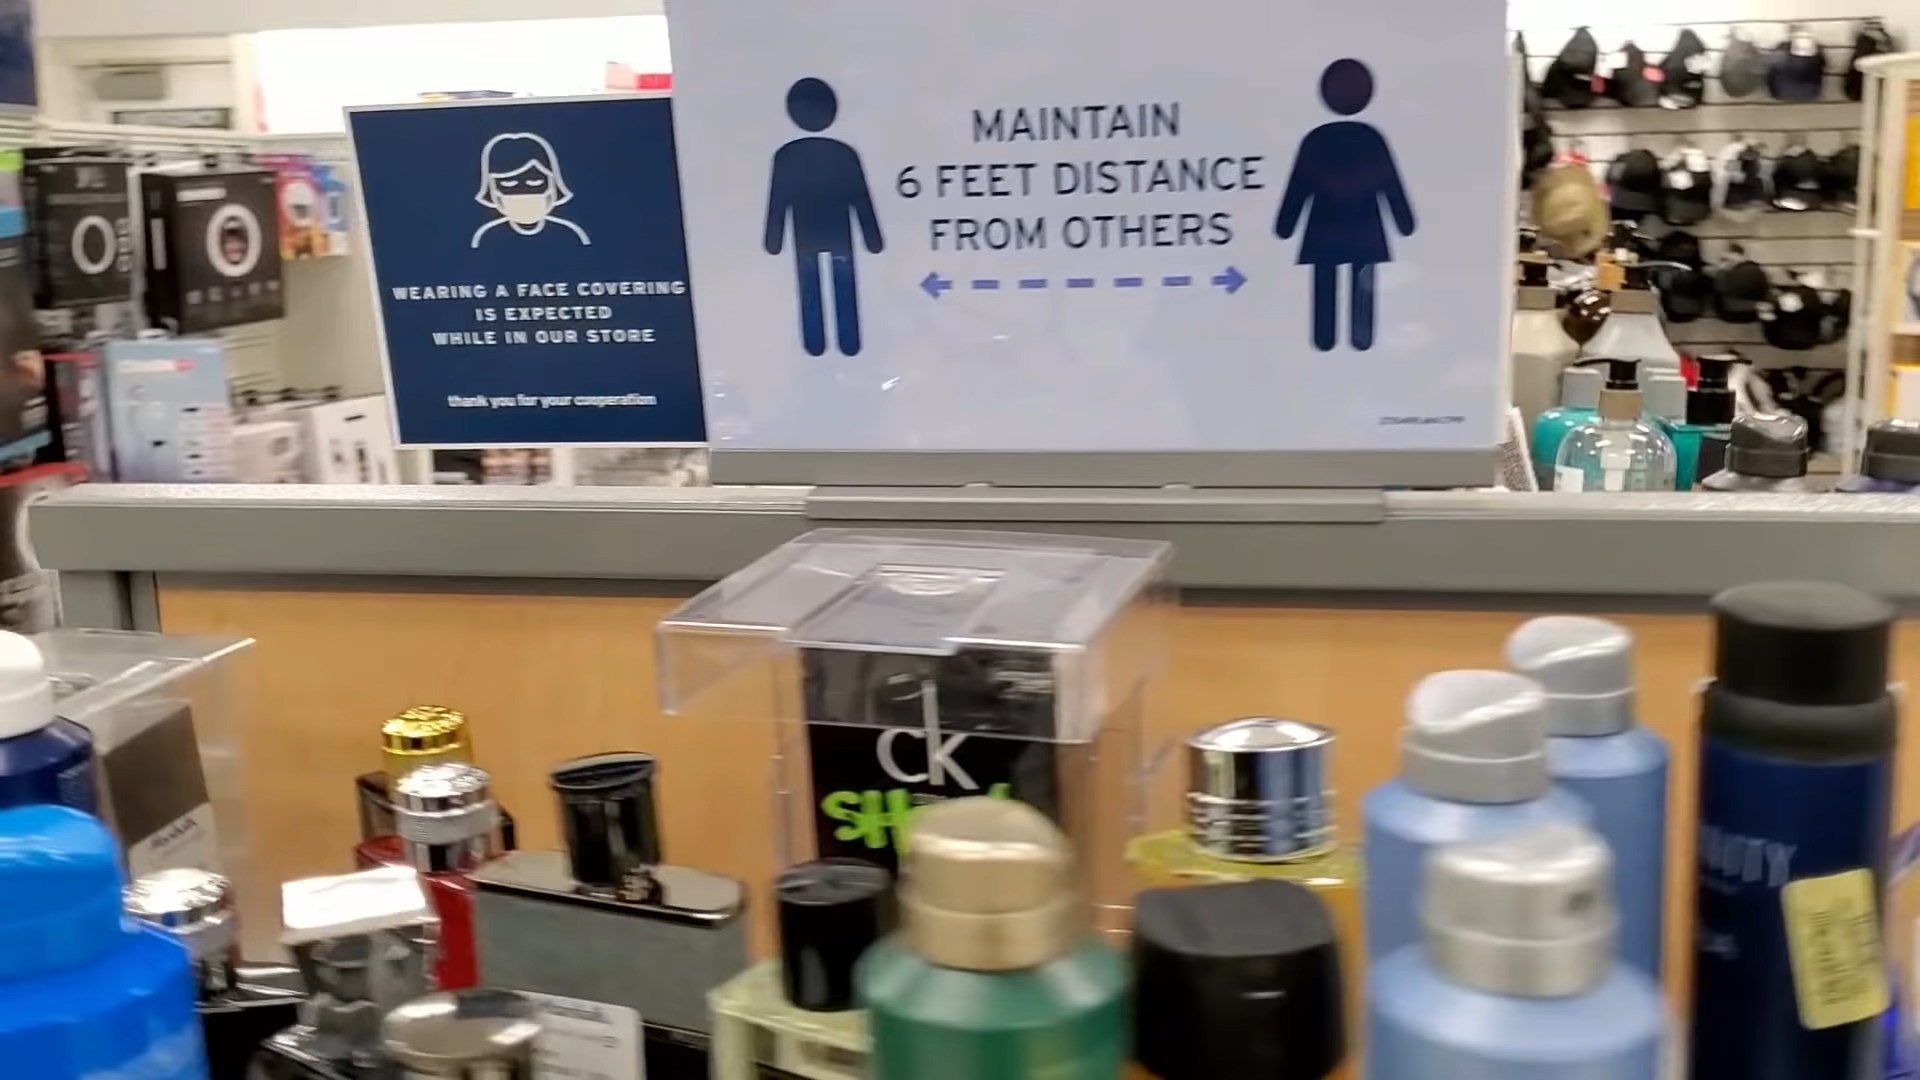 WEARING A FACE COVERING
IS EXPECTED
WHILE IN OUR STORE
thank you for your cooperation
MAINTAIN
6 FEET DISTANCE
FROM OTHERS
CK